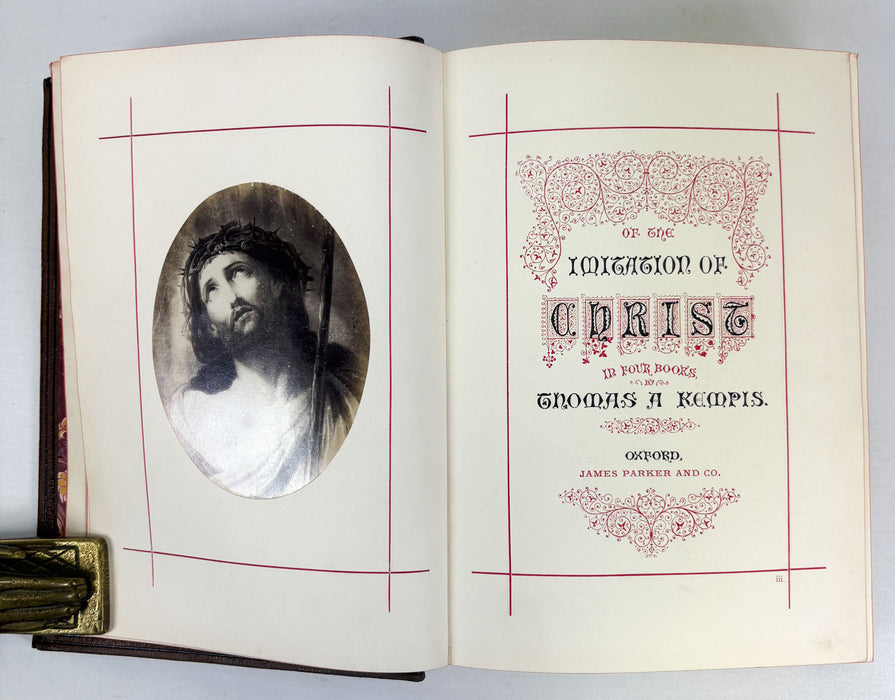 OF THE
IMITATION OF
CHRIST
IN FOUR BOOKS,
BY
THOMAS A KEMPIS.
OXFORD,
JAMES PARKER AND CO.
iii.